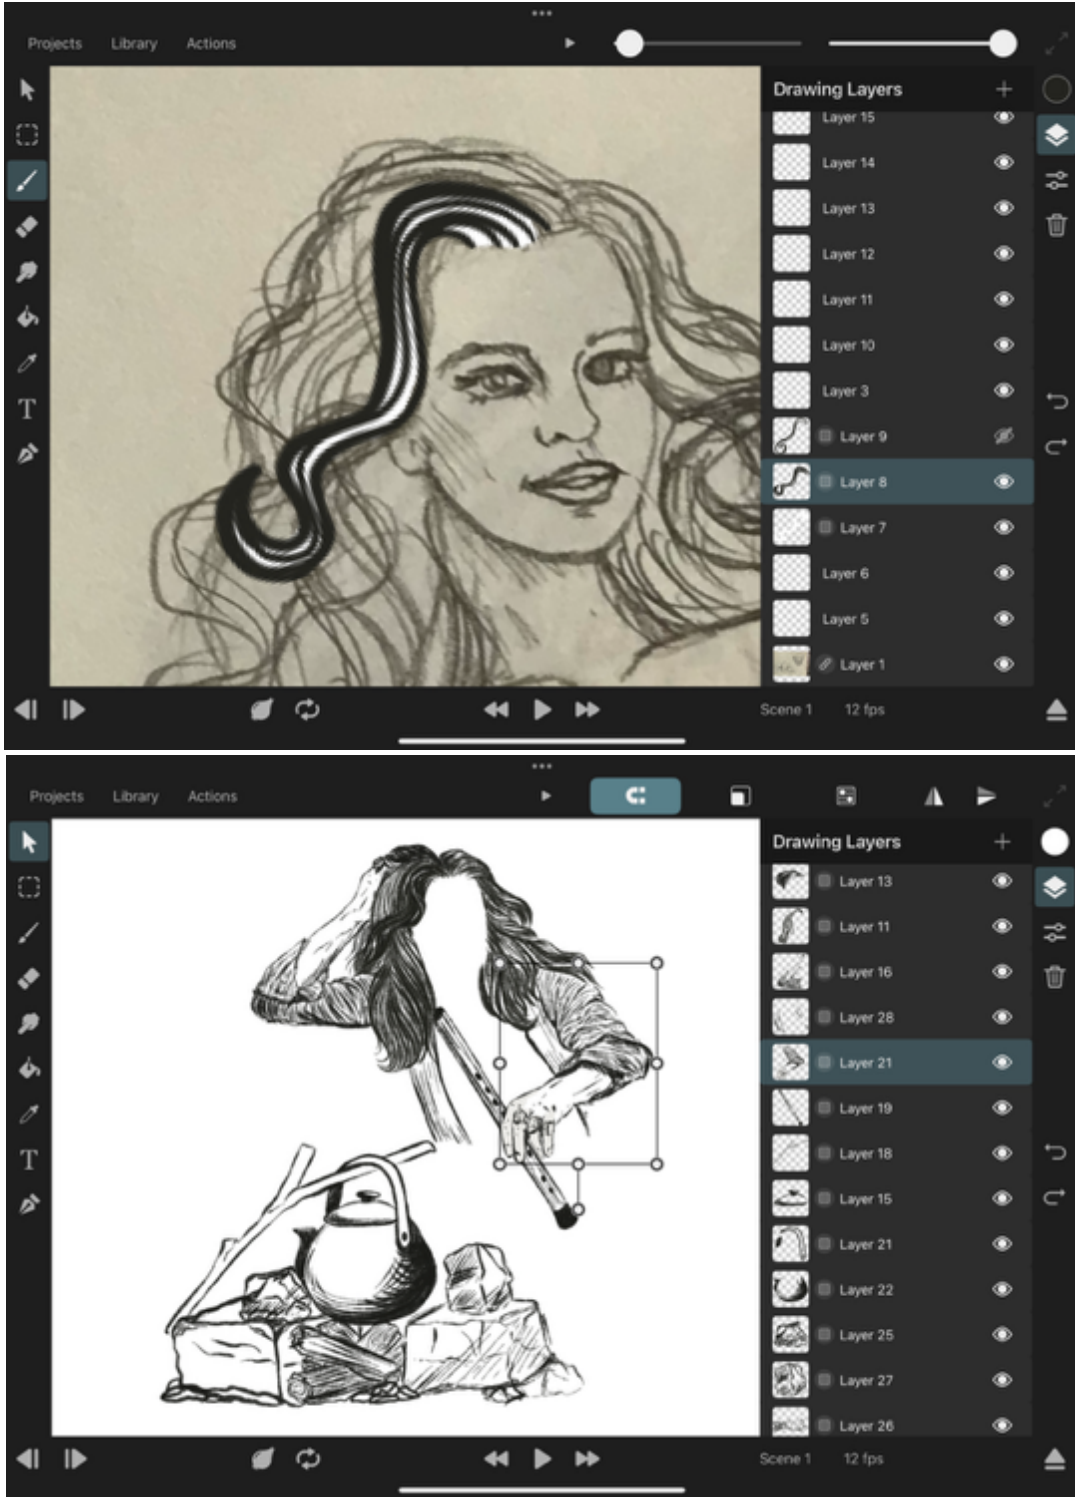 Projects Library Actions
Drawing Layers
Layer 15
Layer 14
Layer 13
Layer 12
Layer 11
Layer 10
Layer 3
Layer 9
Layer 8
Layer 7
Layer 6
Layer 5
Layer 1
T
Scene 1 12 fps
Projects Library Actions
Drawing Layers
Layer 13
Layer 11
Layer 16
Layer 28
Layer 21
Layer 19
Layer 18
Layer 15
Layer 21
Layer 22
Layer 25
Layer 27
Layer 26
T
Scene 1 12 fps